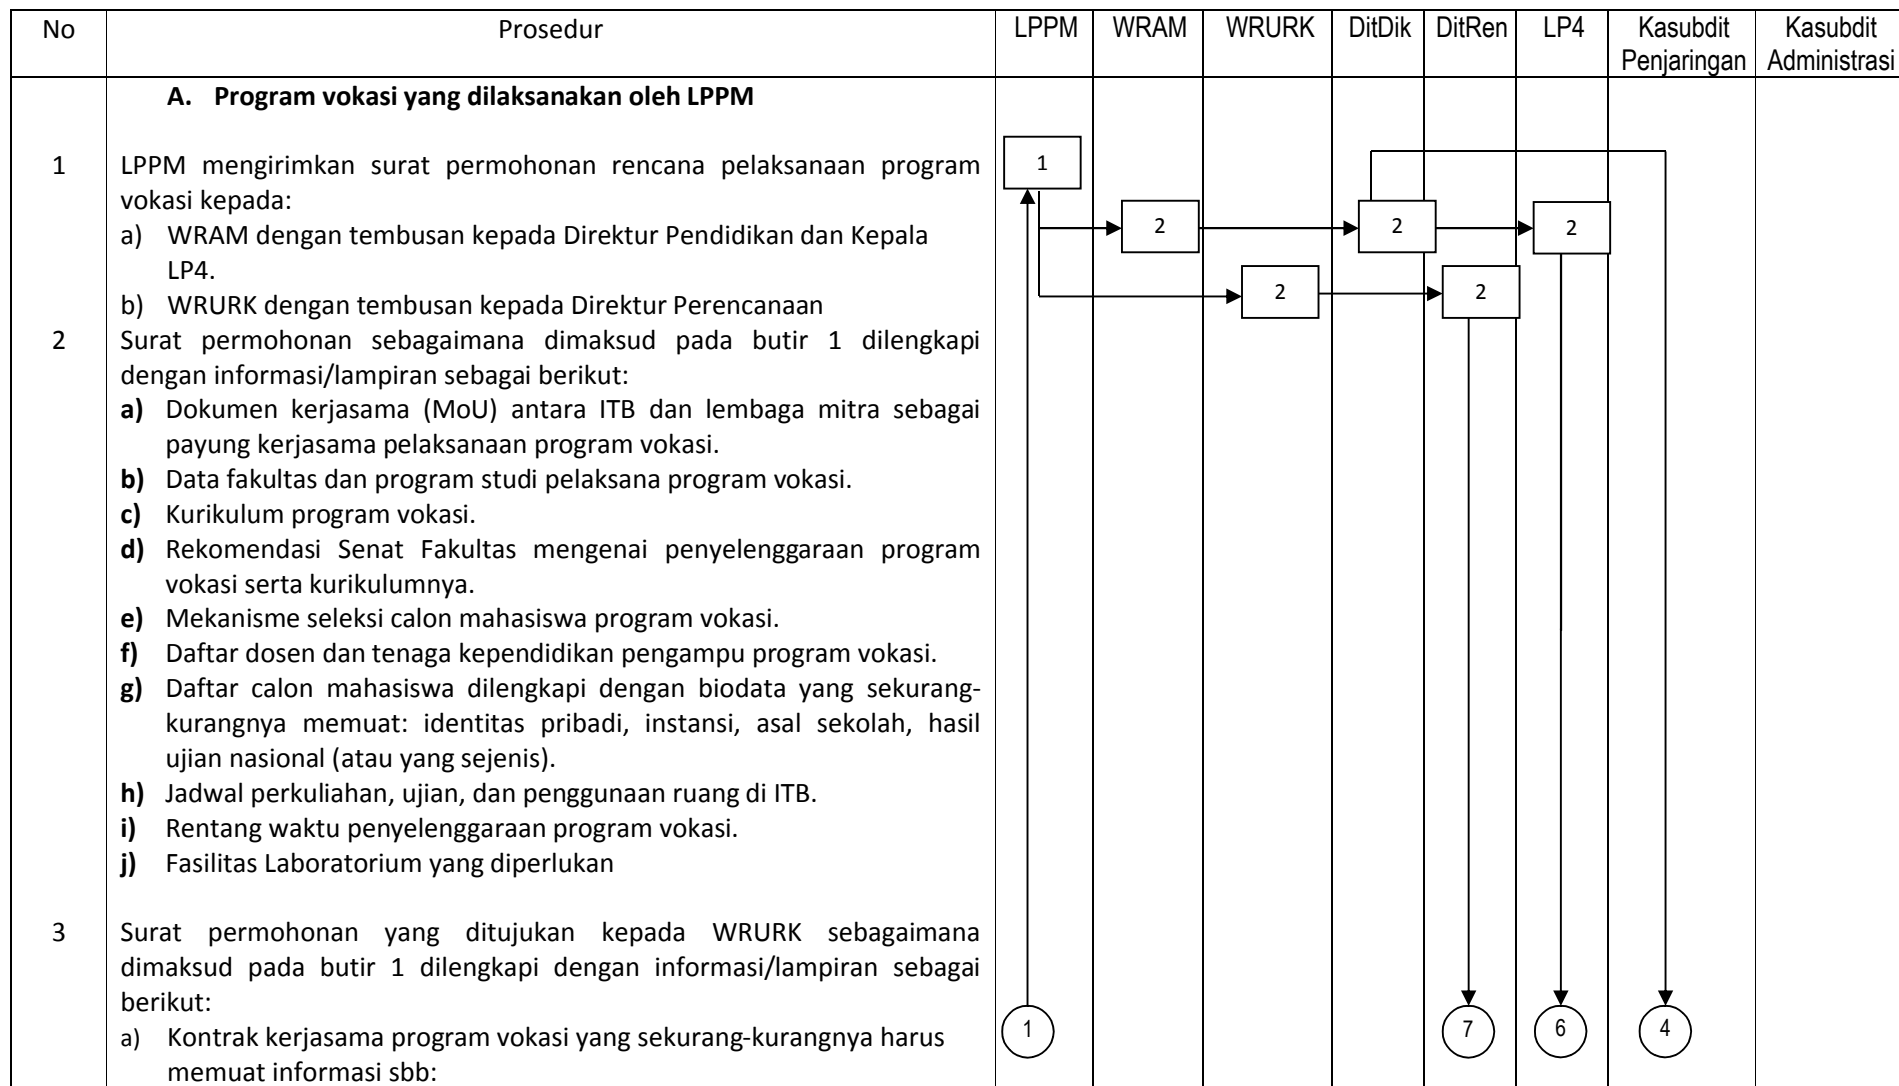 No Prosedur LPPM WRAM WRURK DitDik DitRen LP4 Kasubdit Penjaringan Kasubdit Administrasi
A. Program vokasi yang dilaksanakan oleh LPPM
1 LPPM mengirimkan surat permohonan rencana pelaksanaan program
vokasi kepada:
a) WRAM dengan tembusan kepada Direktur Pendidikan dan Kepala
LP4.
b) WRURK dengan tembusan kepada Direktur Perencanaan
2 Surat permohonan sebagaimana dimaksud pada butir 1 dilengkapi
dengan informasi/lampiran sebagai berikut:
a) Dokumen kerjasama (MoU) antara ITB dan lembaga mitra sebagai
payung kerjasama pelaksanaan program vokasi.
b) Data fakultas dan program studi pelaksana program vokasi.
c) Kurikulum program vokasi.
d) Rekomendasi Senat Fakultas mengenai penyelenggaraan program
vokasi serta kurikulumnya.
e) Mekanisme seleksi calon mahasiswa program vokasi.
f) Daftar dosen dan tenaga kependidikan pengampu program vokasi.
g) Daftar calon mahasiswa dilengkapi dengan biodata yang sekurang-
kurangnya memuat: identitas pribadi, instansi, asal sekolah, hasil
ujian nasional (atau yang sejenis).
h) Jadwal perkuliahan, ujian, dan penggunaan ruang di ITB.
i) Rentang waktu penyelenggaraan program vokasi.
j) Fasilitas Laboratorium yang diperlukan
3 Surat permohonan yang ditujukan kepada WRURK sebagaimana
dimaksud pada butir 1 dilengkapi dengan informasi/lampiran sebagai
berikut:
a) Kontrak kerjasama program vokasi yang sekurang-kurangnya harus
memuat informasi sbb:
1
2 2 2
2 2
1 7 6 4